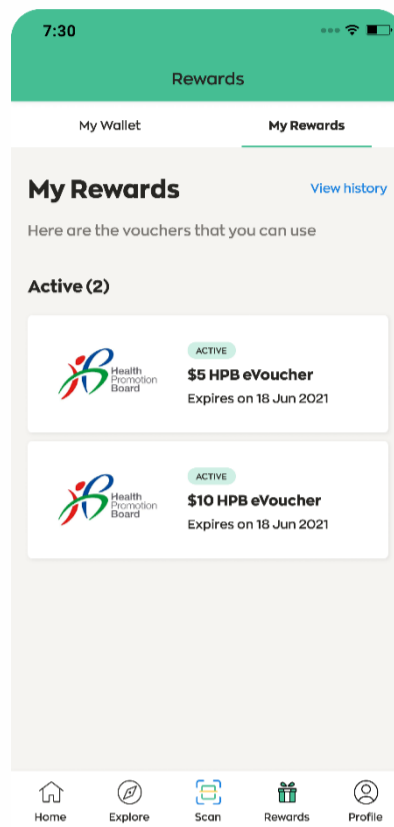 7:30
Rewards
My Wallet
My Rewards
My Rewards
View history
Here are the vouchers that you can use
Active (2)
Health
Promotion
Board
ACTIVE
$5 HPB eVoucher
Expires on 18 Jun 2021
Health
Promotion
Board
ACTIVE
$10 HPB eVoucher
Expires on 18 Jun 2021
Home
Explore
Scan
Rewards
Profile